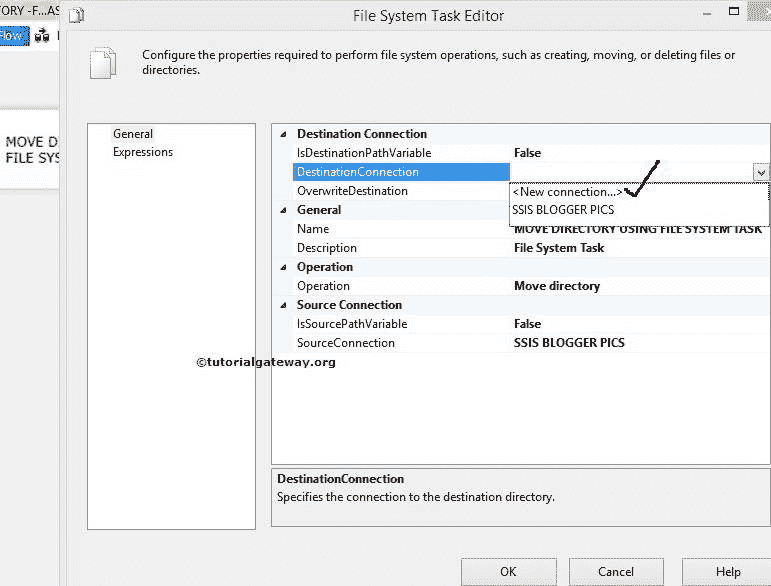 ORY -F...AS
File System Task Editor
Flow
Configure the properties required to perform file system operations, such as creating, moving, or deleting files or
directories.
MOVE D
FILE SYS
General
Expressions
Destination Connection
IsDestinationPathVariable False
DestinationConnection
<New connection...>
OverwriteDestination
SSIS BLOGGER PICS
General
Name MOVE DIRECTORY USING FILE SYSTEM TASK
Description File System Task
Operation
Operation Move directory
Source Connection
IsSourcePathVariable False
SourceConnection SSIS BLOGGER PICS
©tutorialgateway.org
DestinationConnection
Specifies the connection to the destination directory.
OK Cancel Help